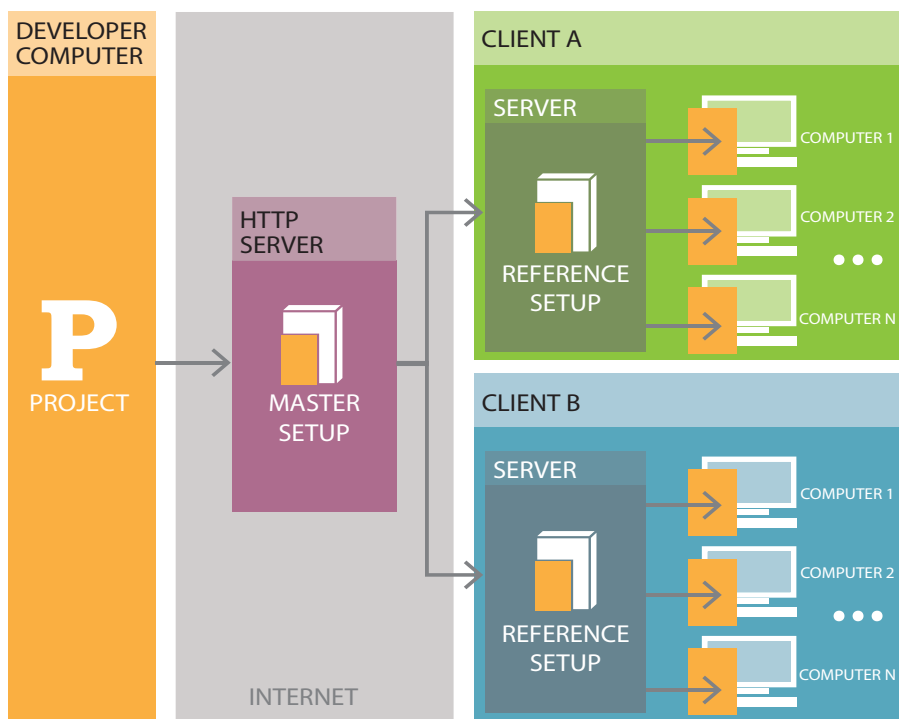 DEVELOPER
COMPUTER
P
PROJECT
HTTP
SERVER
MASTER
SETUP
INTERNET
CLIENT A
SERVER
REFERENCE
SETUP
COMPUTER 1
COMPUTER 2
COMPUTER N
CLIENT B
SERVER
REFERENCE
SETUP
COMPUTER 1
COMPUTER 2
COMPUTER N